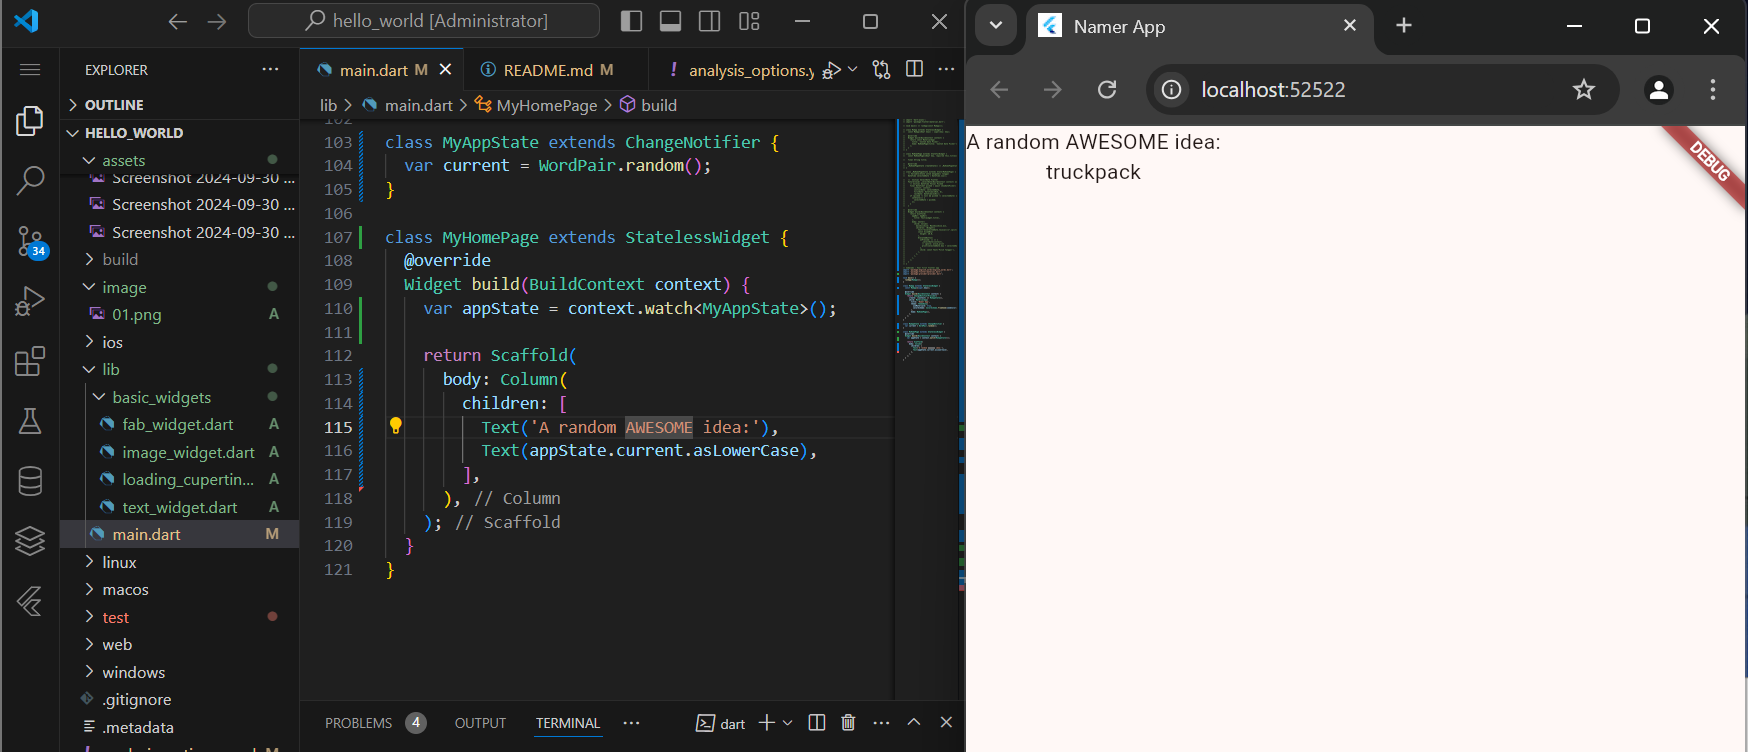 hello_world [Administrator]
EXPLORER
OUTLINE
HELLO_WORLD
assets
Screenshot 2024-09-30 ...
Screenshot 2024-09-30 ...
Screenshot 2024-09-30 ...
build
image
01.png A
ios
lib
basic_widgets
fab_widget.dart A
image_widget.dart A
loading_cupertin... A
text_widget.dart A
main.dart M
linux
macos
test
web
windows
.gitignore
.metadata
34
main.dart M
README.md M
! analysis_options.y
lib > main.dart > MyHomePage > build
102
103 class MyAppState extends ChangeNotifier {
104 var current = WordPair.random();
105 }
106
107 class MyHomePage extends StatelessWidget {
108 @override
109 Widget build(BuildContext context) {
110 var appState = context.watch<MyAppState>();
111
112 return Scaffold(
113 body: Column(
114 children: [
115 Text('A random AWESOME idea:'),
116 Text(appState.current.asLowerCase),
117 ],
118 ), // Column
119 ); // Scaffold
120 }
121 }
PROBLEMS 4 OUTPUT TERMINAL ... dart
Namer App
localhost:52522
A random AWESOME idea:
truckpack
DEBUG